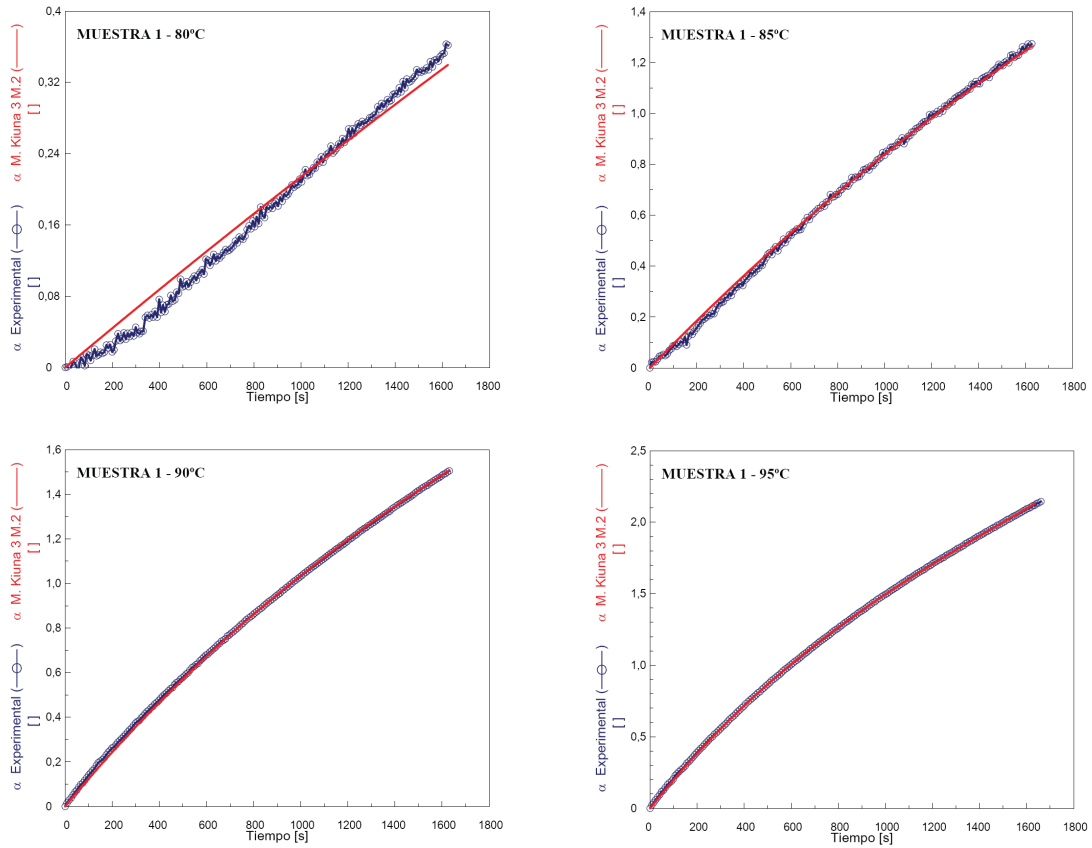 MUESTRA 1 - 80ºC
α Experimental (—○—) α M. Kiuna 3 M.2 (——)
[ ] [ ]
0,4
0,32
0,24
0,16
0,08
0
0 200 400 600 800 1000 1200 1400 1600 1800
Tiempo [s]
MUESTRA 1 - 85ºC
α Experimental (—○—) α M. Kiuna 3 M.2 (——)
[ ] [ ]
1,4
1,2
1,0
0,8
0,6
0,4
0,2
0
0 200 400 600 800 1000 1200 1400 1600 1800
Tiempo [s]
MUESTRA 1 - 90ºC
α Experimental (—○—) α M. Kiuna 3 M.2 (——)
[ ] [ ]
1,6
1,4
1,2
1,0
0,8
0,6
0,4
0,2
0
0 200 400 600 800 1000 1200 1400 1600 1800
Tiempo [s]
MUESTRA 1 - 95ºC
α Experimental (—○—) α M. Kiuna 3 M.2 (——)
[ ] [ ]
2,5
2,0
1,5
1,0
0,5
0
0 200 400 600 800 1000 1200 1400 1600 1800
Tiempo [s]